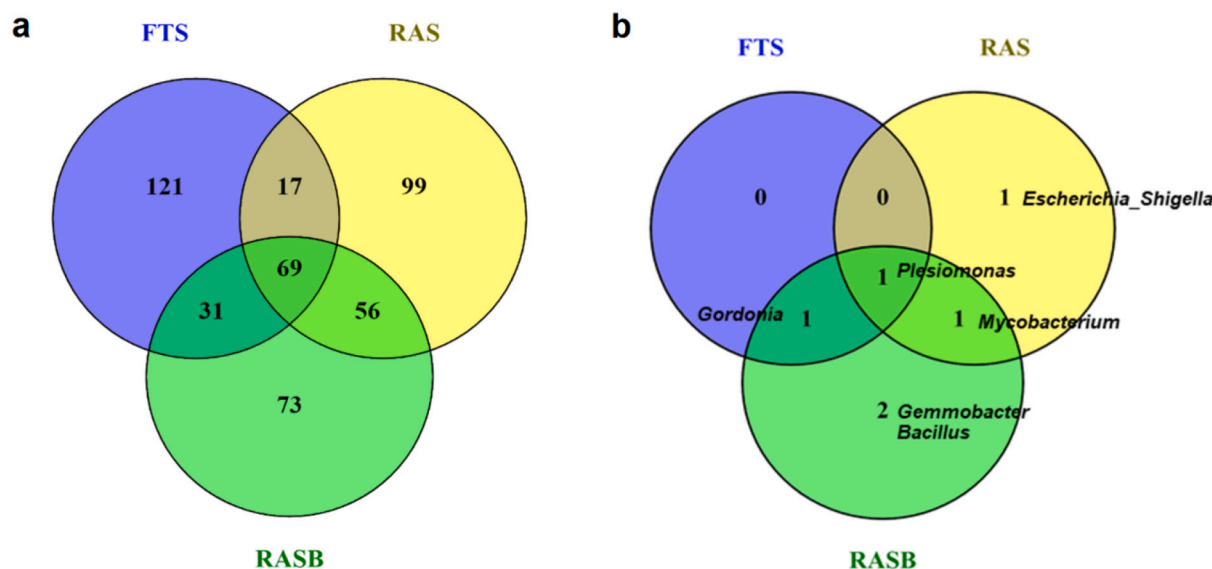 a
FTS
RAS
121
17
99
69
31
56
73
RASB
b
FTS
RAS
0
0
1 Escherichia_Shigella
1 Plesiomonas
Gordonia 1
1 Mycobacterium
2 Gemmobacter
Bacillus
RASB